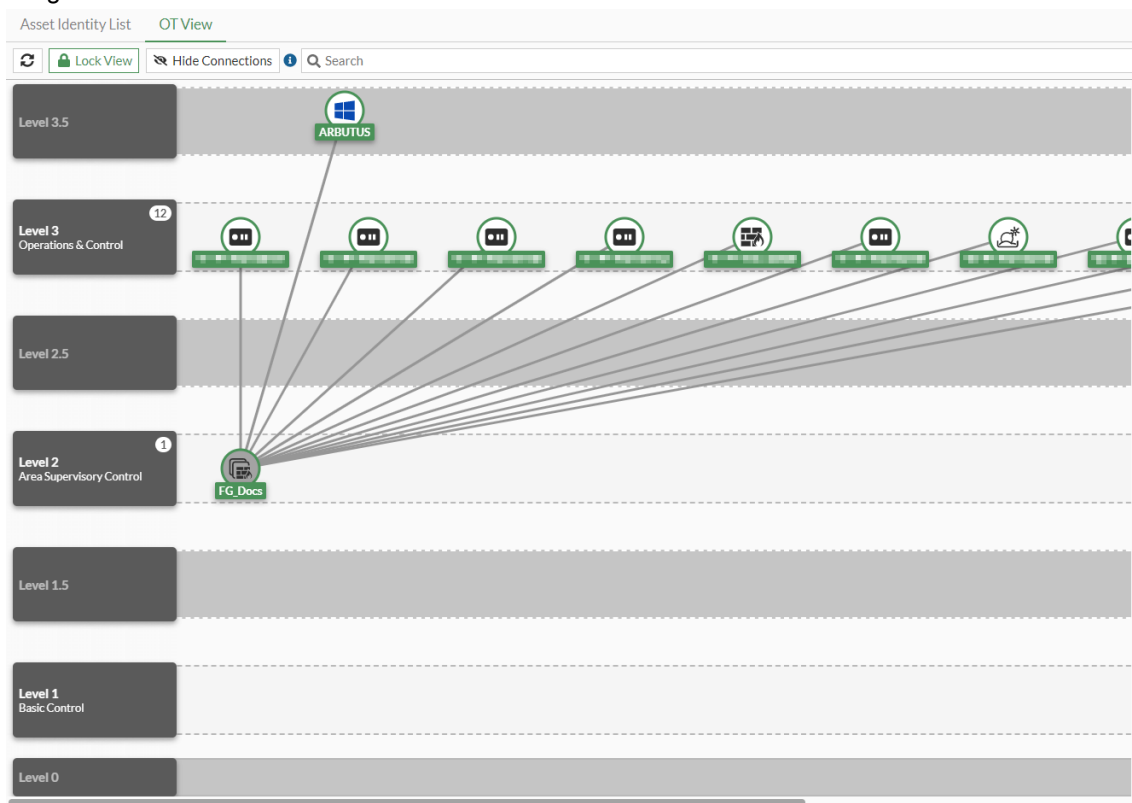 Asset Identity List OT View
Lock View Hide Connections Search
Level 3.5
ARBUTUS
12
Level 3
Operations & Control
Level 2.5
1
Level 2
Area Supervisory Control
FG_Docs
Level 1.5
Level 1
Basic Control
Level 0